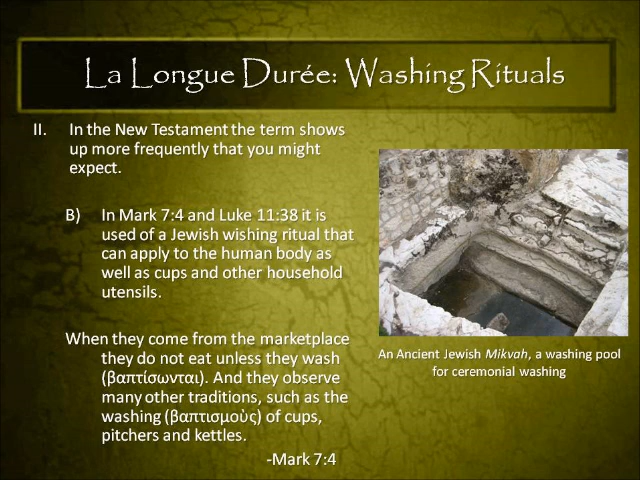 La Longue Durée: Washing Rituals
II. In the New Testament the term shows
up more frequently that you might
expect.
B) In Mark 7:4 and Luke 11:38 it is
used of a Jewish wishing ritual that
can apply to the human body as
well as cups and other household
utensils.
When they come from the marketplace
they do not eat unless they wash
(βαπτίσωνται). And they observe
many other traditions, such as the
washing (βαπτισμοὺς) of cups,
pitchers and kettles.
-Mark 7:4
An Ancient Jewish Mikvah, a washing pool
for ceremonial washing